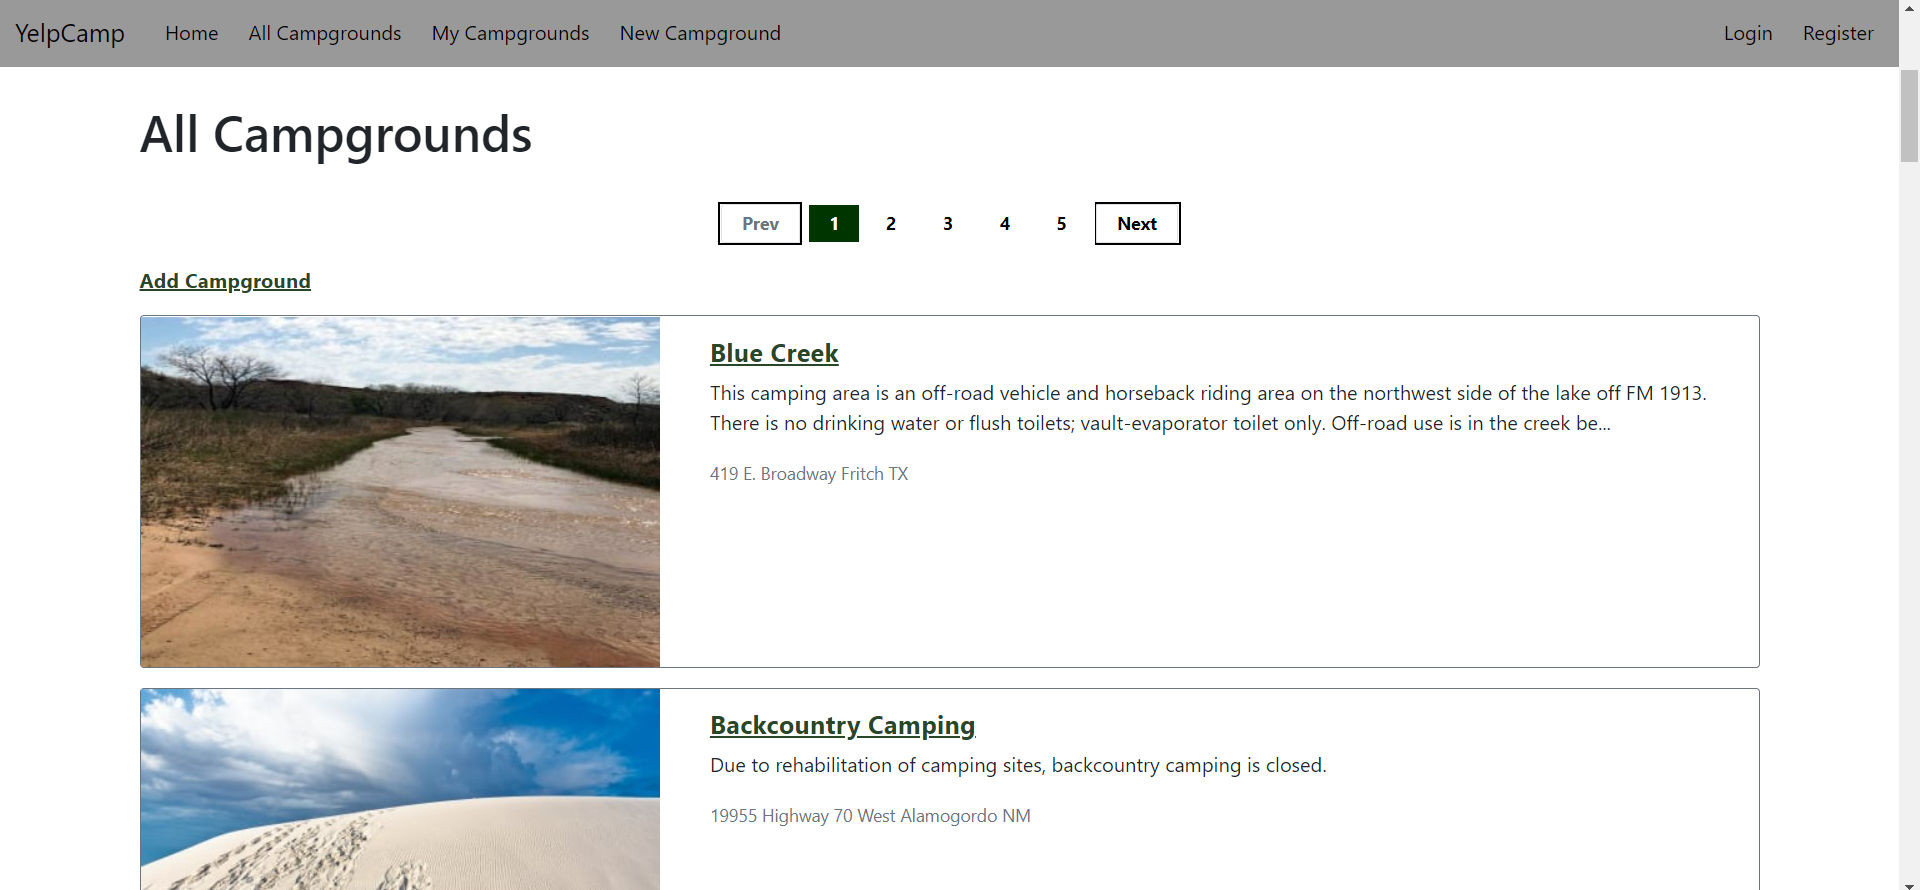 YelpCamp Home All Campgrounds My Campgrounds New Campground Login Register
All Campgrounds
Prev 1 2 3 4 5 Next
Add Campground
Blue Creek
This camping area is an off-road vehicle and horseback riding area on the northwest side of the lake off FM 1913.
There is no drinking water or flush toilets; vault-evaporator toilet only. Off-road use is in the creek be...
419 E. Broadway Fritch TX
Backcountry Camping
Due to rehabilitation of camping sites, backcountry camping is closed.
19955 Highway 70 West Alamogordo NM